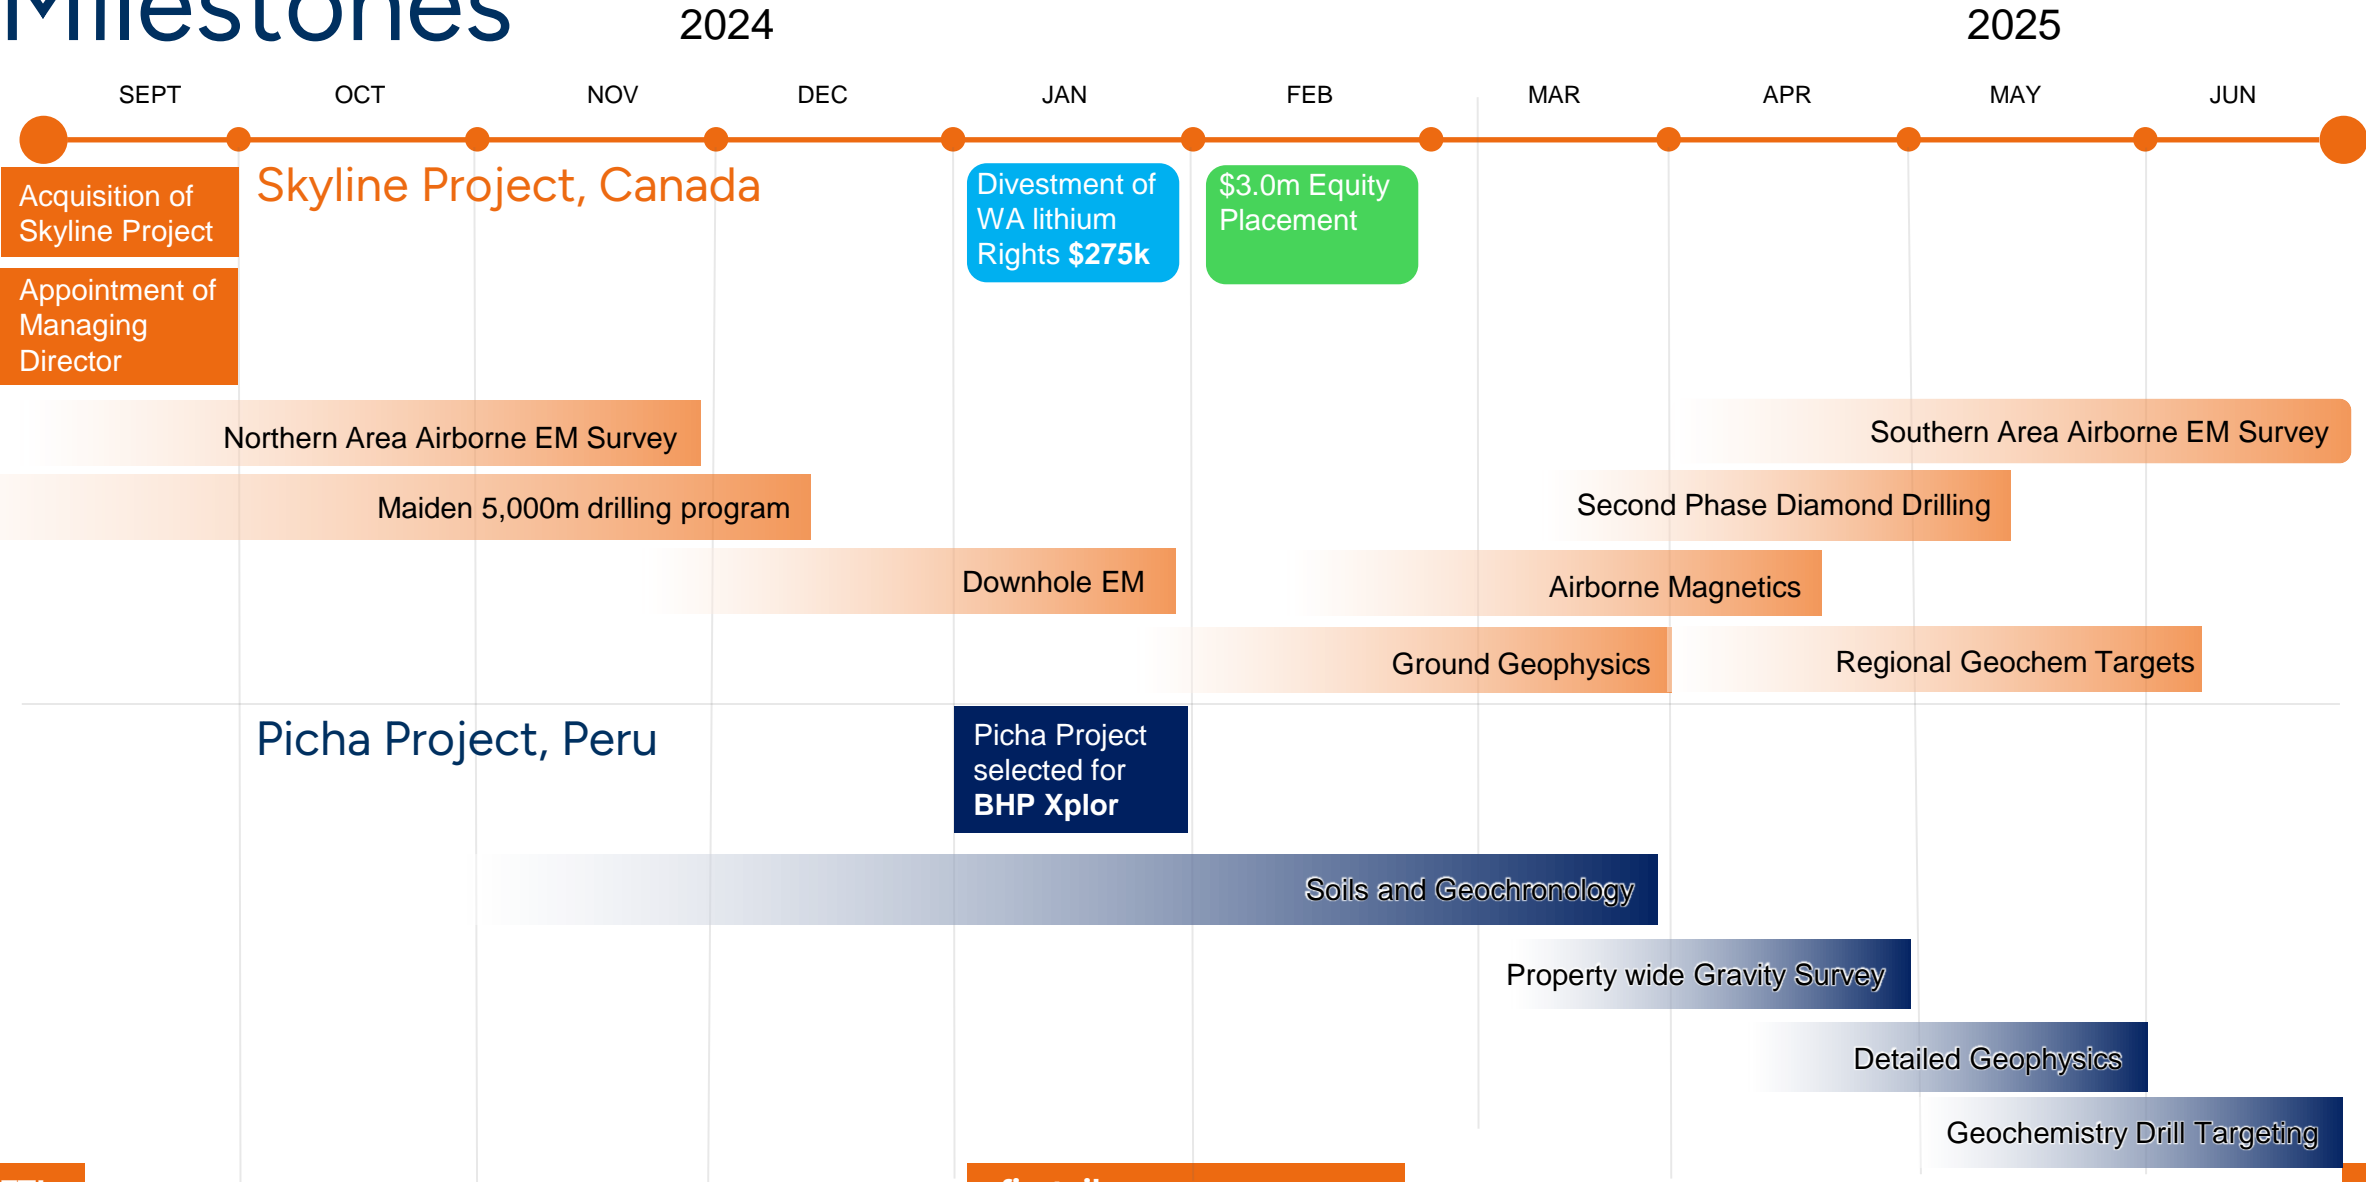 Milestones
2024
2025
SEPT OCT NOV DEC JAN FEB MAR APR MAY JUN
Skyline Project, Canada
Acquisition of
Skyline Project
Appointment of
Managing
Director
Divestment of
WA lithium
Rights $275k
$3.0m Equity
Placement
Northern Area Airborne EM Survey
Southern Area Airborne EM Survey
Maiden 5,000m drilling program
Second Phase Diamond Drilling
Downhole EM
Airborne Magnetics
Ground Geophysics
Regional Geochem Targets
Picha Project, Peru
Picha Project
selected for
BHP Xplor
Soils and Geochronology
Property wide Gravity Survey
Detailed Geophysics
Geochemistry Drill Targeting